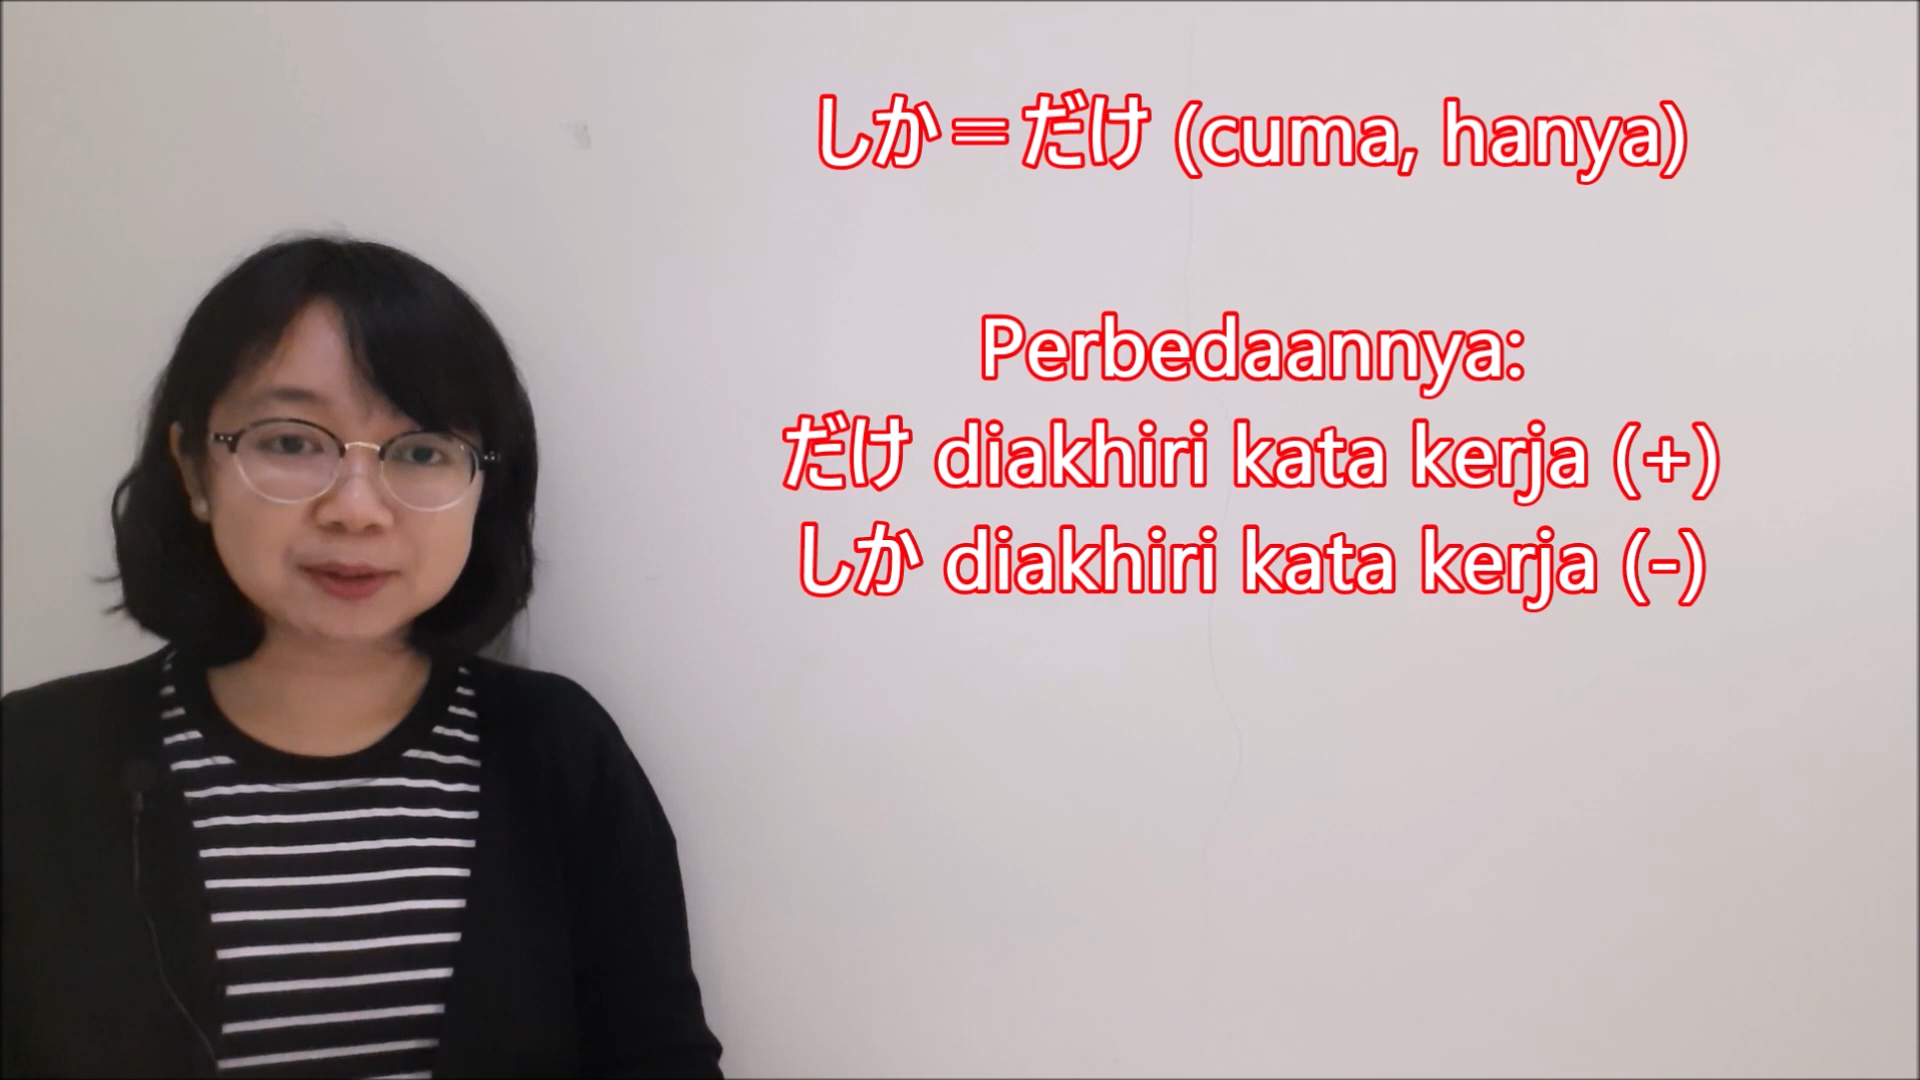 しか＝だけ (cuma, hanya)
Perbedaannya:
だけ diakhiri kata kerja (+)
しか diakhiri kata kerja (-)